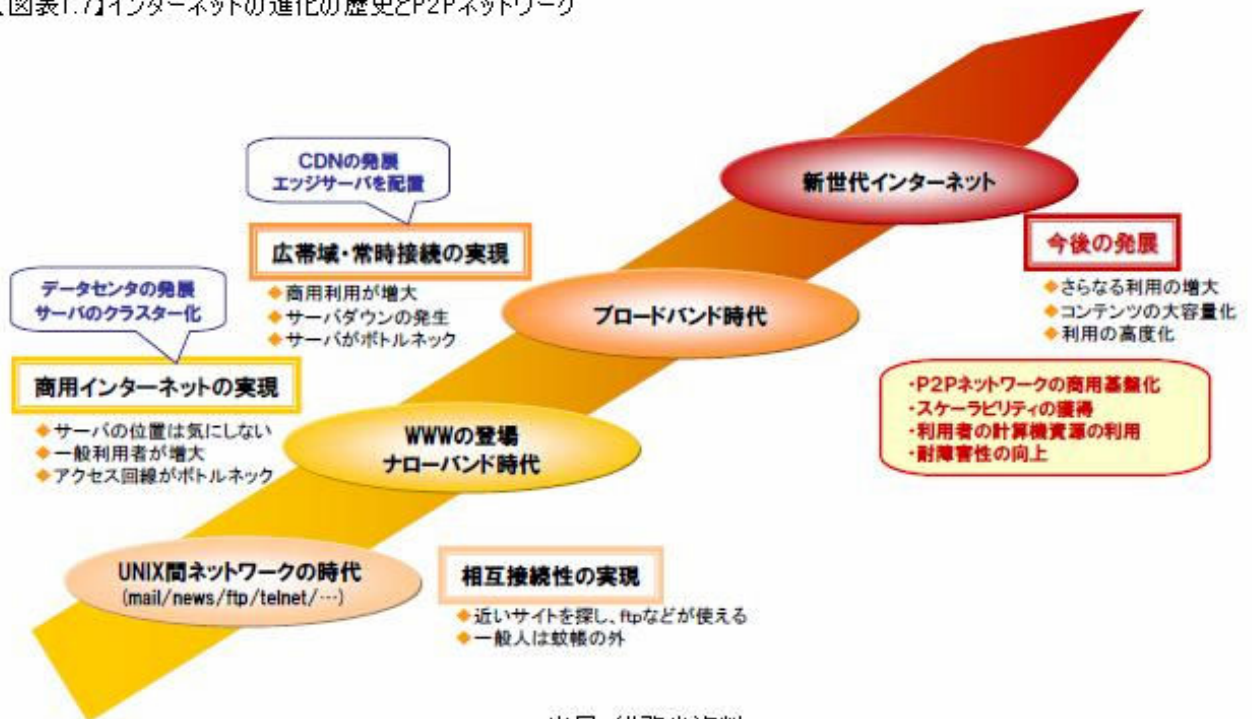 【図表1.7】インターネットの進化の歴史とP2Pネットワーク
新世代インターネット
CDNの発展
エッジサーバを配置
広帯域・常時接続の実現
◆商用利用が増大
◆サーバダウンの発生
◆サーバがボトルネック
今後の発展
◆さらなる利用の増大
◆コンテンツの大容量化
◆利用の高度化
データセンタの発展
サーバのクラスター化
ブロードバンド時代
商用インターネットの実現
◆サーバの位置は気にしない
◆一般利用者が増大
◆アクセス回線がボトルネック
・P2Pネットワークの商用基盤化
・スケーラビリティの獲得
・利用者の計算機資源の利用
・耐障害性の向上
WWWの登場
ナローバンド時代
UNIX間ネットワークの時代
(mail/news/ftp/telnet/…)
相互接続性の実現
◆近いサイトを探し、ftpなどが使える
◆一般人は蚊帳の外